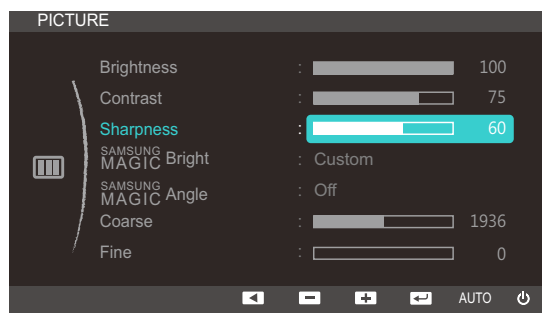 PICTURE
Brightness : 100
Contrast : 75
Sharpness : 60
SAMSUNG
MAGIC Bright : Custom
SAMSUNG
MAGIC Angle : Off
Coarse : 1936
Fine : 0
AUTO